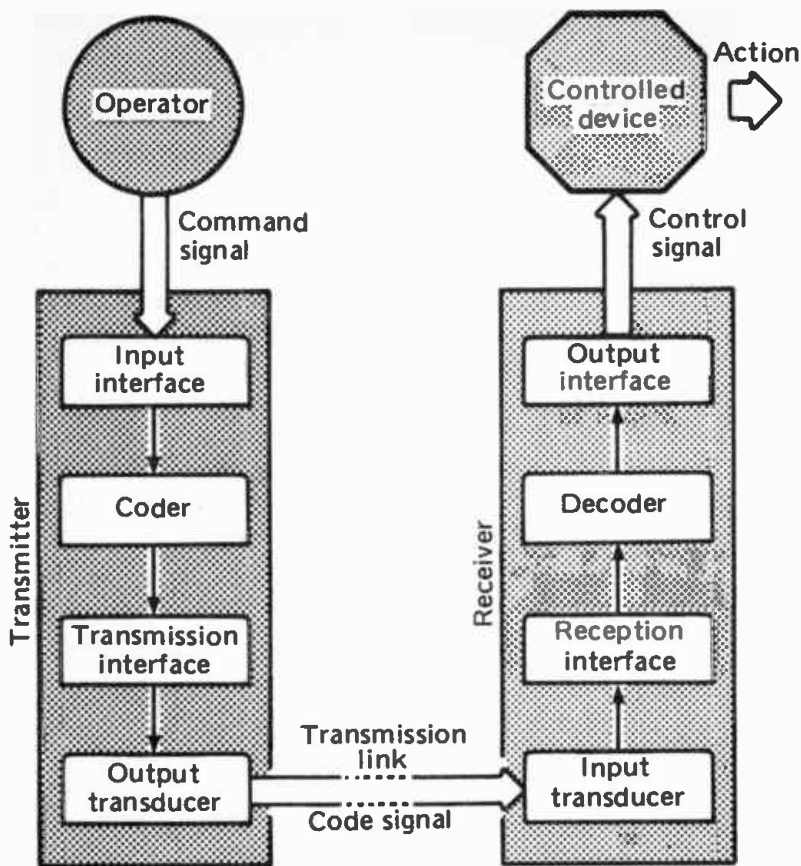 Operator
Command
signal
Transmitter
Input
interface
Coder
Transmission
interface
Output
transducer
Transmission
link
Code signal
Controlled
device
Action
Control
signal
Receiver
Output
interface
Decoder
Reception
interface
Input
transducer